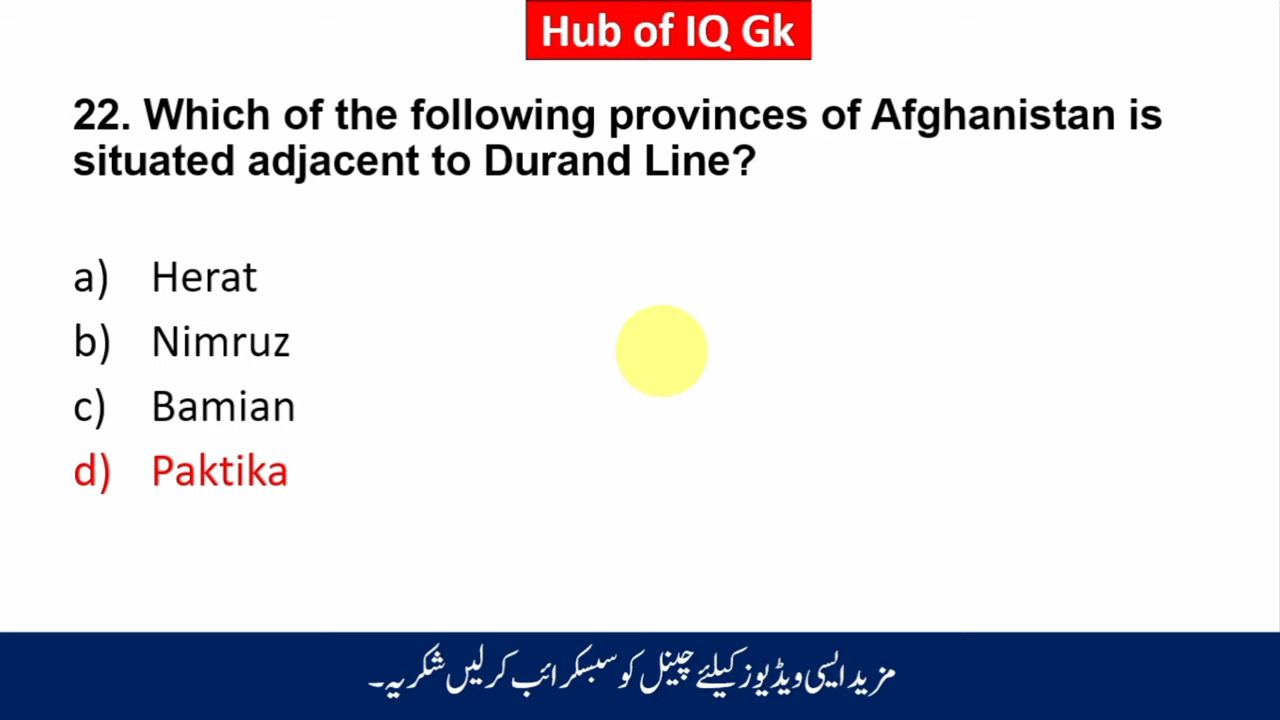 Hub of IQ Gk
22. Which of the following provinces of Afghanistan is
situated adjacent to Durand Line?
a) Herat
b) Nimruz
c) Bamian
d) Paktika
مزید ایسی ویڈیوز کیلئے چینل کو سبسکرائب کر لیں شکریہ۔